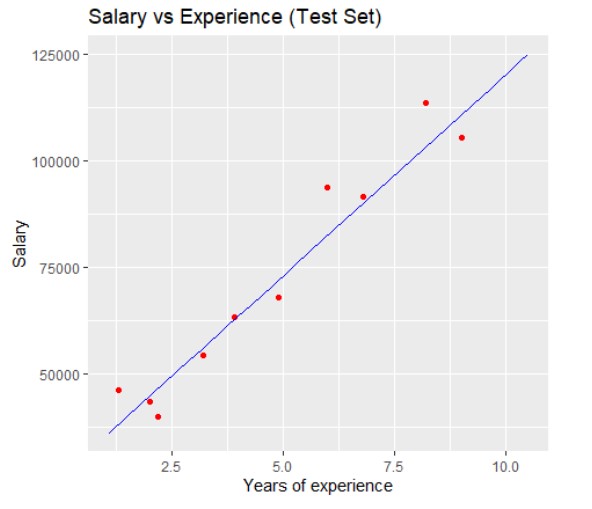 Salary vs Experience (Test Set)
125000
100000
75000
50000
Salary
2.5 5.0 7.5 10.0
Years of experience